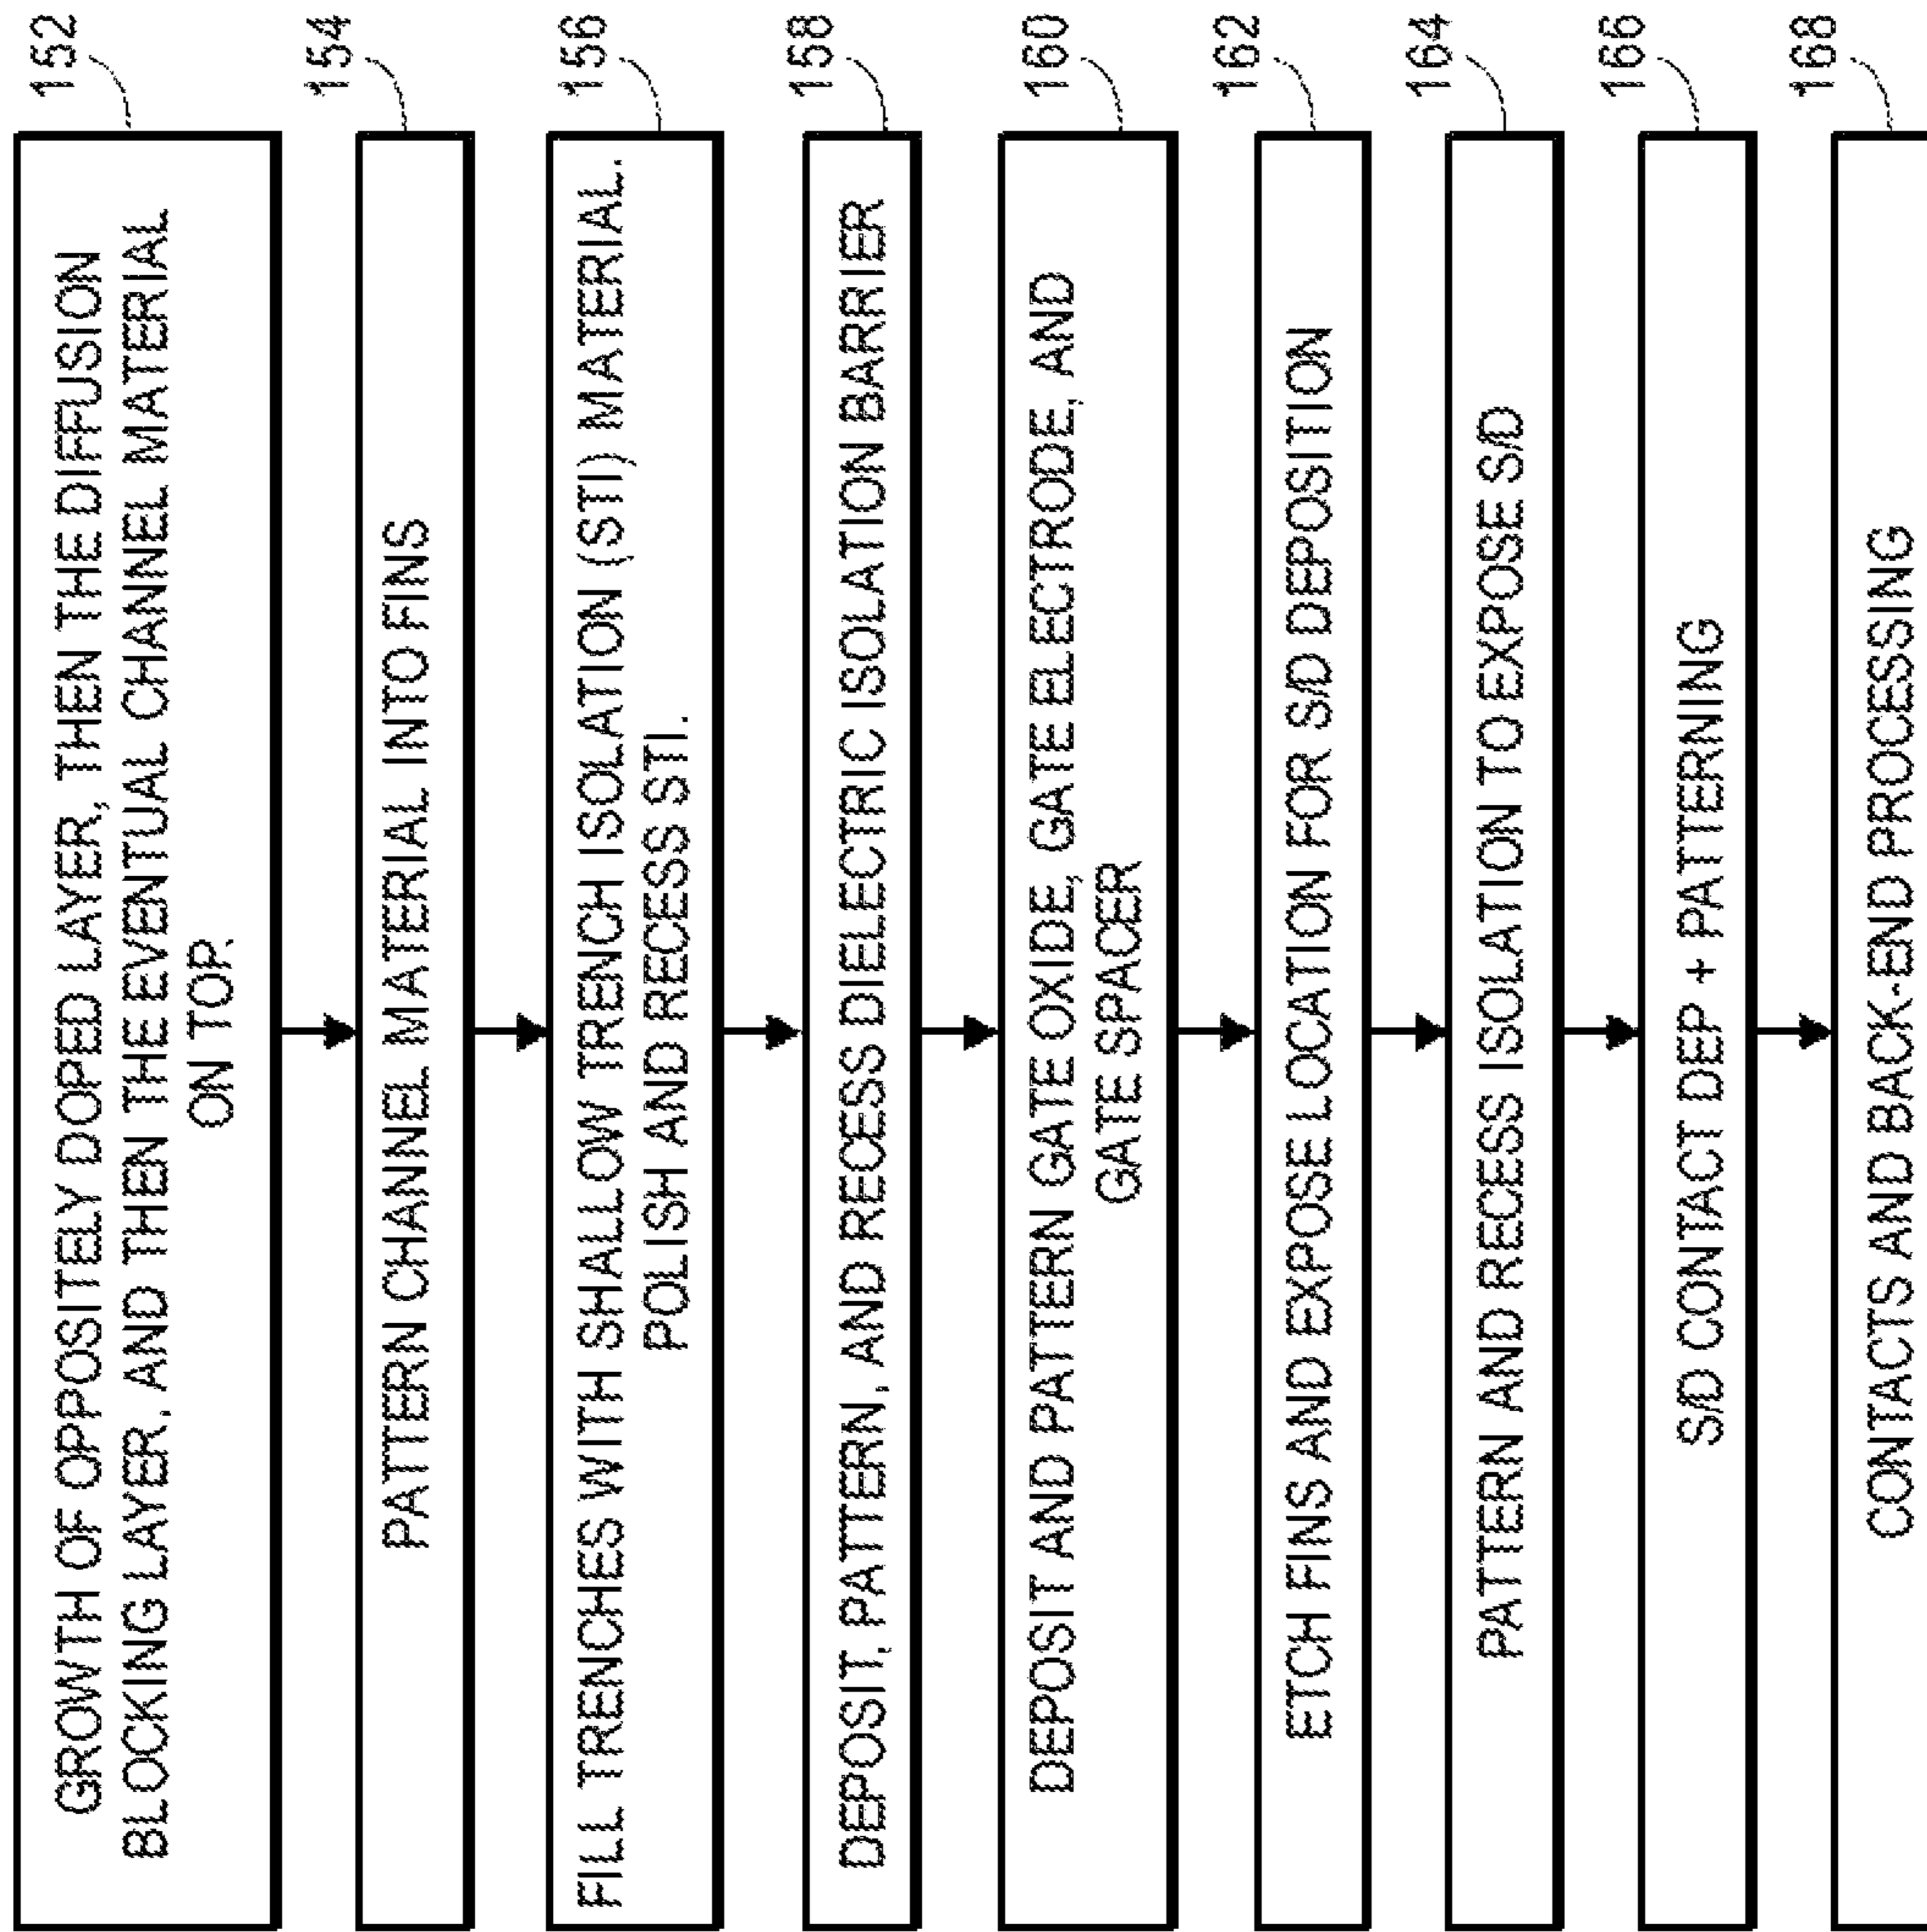 152
GROWTH OF OPPOSITELY DOPED LAYER, THEN THE DIFFUSION
BLOCKING LAYER, AND THEN THE EVENTUAL CHANNEL MATERIAL
ON TOP.
154
PATTERN CHANNEL MATERIAL INTO FINS
156
FILL TRENCHES WITH SHALLOW TRENCH ISOLATION (STI) MATERIAL.
POLISH AND RECESS STI.
158
DEPOSIT, PATTERN, AND RECESS DIELECTRIC ISOLATION BARRIER
160
DEPOSIT AND PATTERN GATE OXIDE, GATE ELECTRODE, AND
GATE SPACER
162
ETCH FINS AND EXPOSE LOCATION FOR S/D DEPOSITION
164
PATTERN AND RECESS ISOLATION TO EXPOSE S/D
166
S/D CONTACT DEP + PATTERNING
168
CONTACTS AND BACK-END PROCESSING